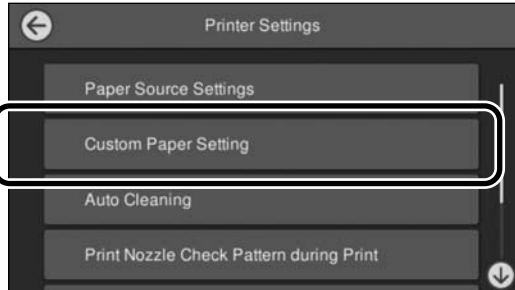 Printer Settings
Paper Source Settings
Custom Paper Setting
Auto Cleaning
Print Nozzle Check Pattern during Print